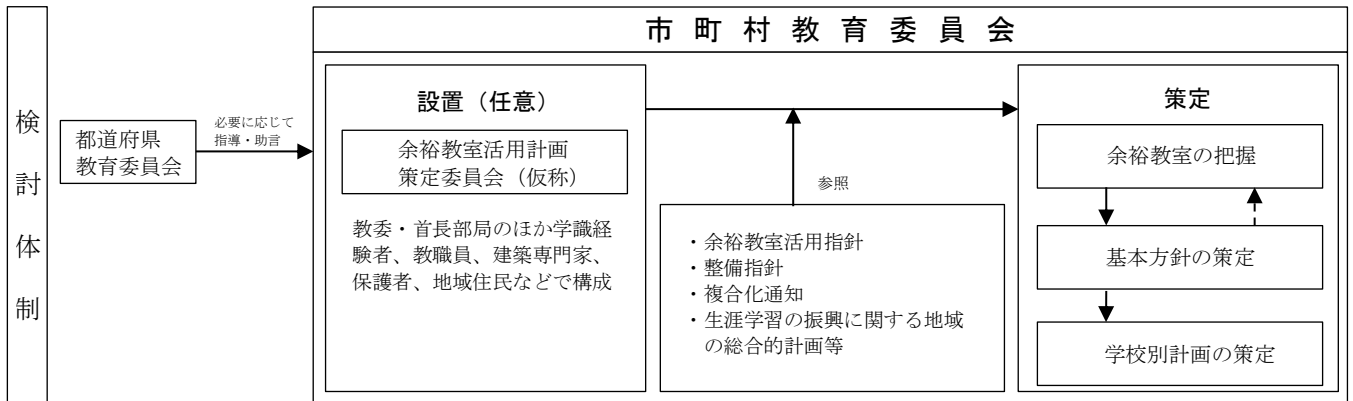 検討体制
都道府県
教育委員会
必要に応じて
指導・助言
市町村教育委員会
設置（任意）
余裕教室活用計画
策定委員会（仮称）
教委・首長部局のほか学識経
験者、教職員、建築専門家、
保護者、地域住民などで構成
参照
・余裕教室活用指針
・整備指針
・複合化通知
・生涯学習の振興に関する地域
の総合的計画等
策定
余裕教室の把握
基本方針の策定
学校別計画の策定